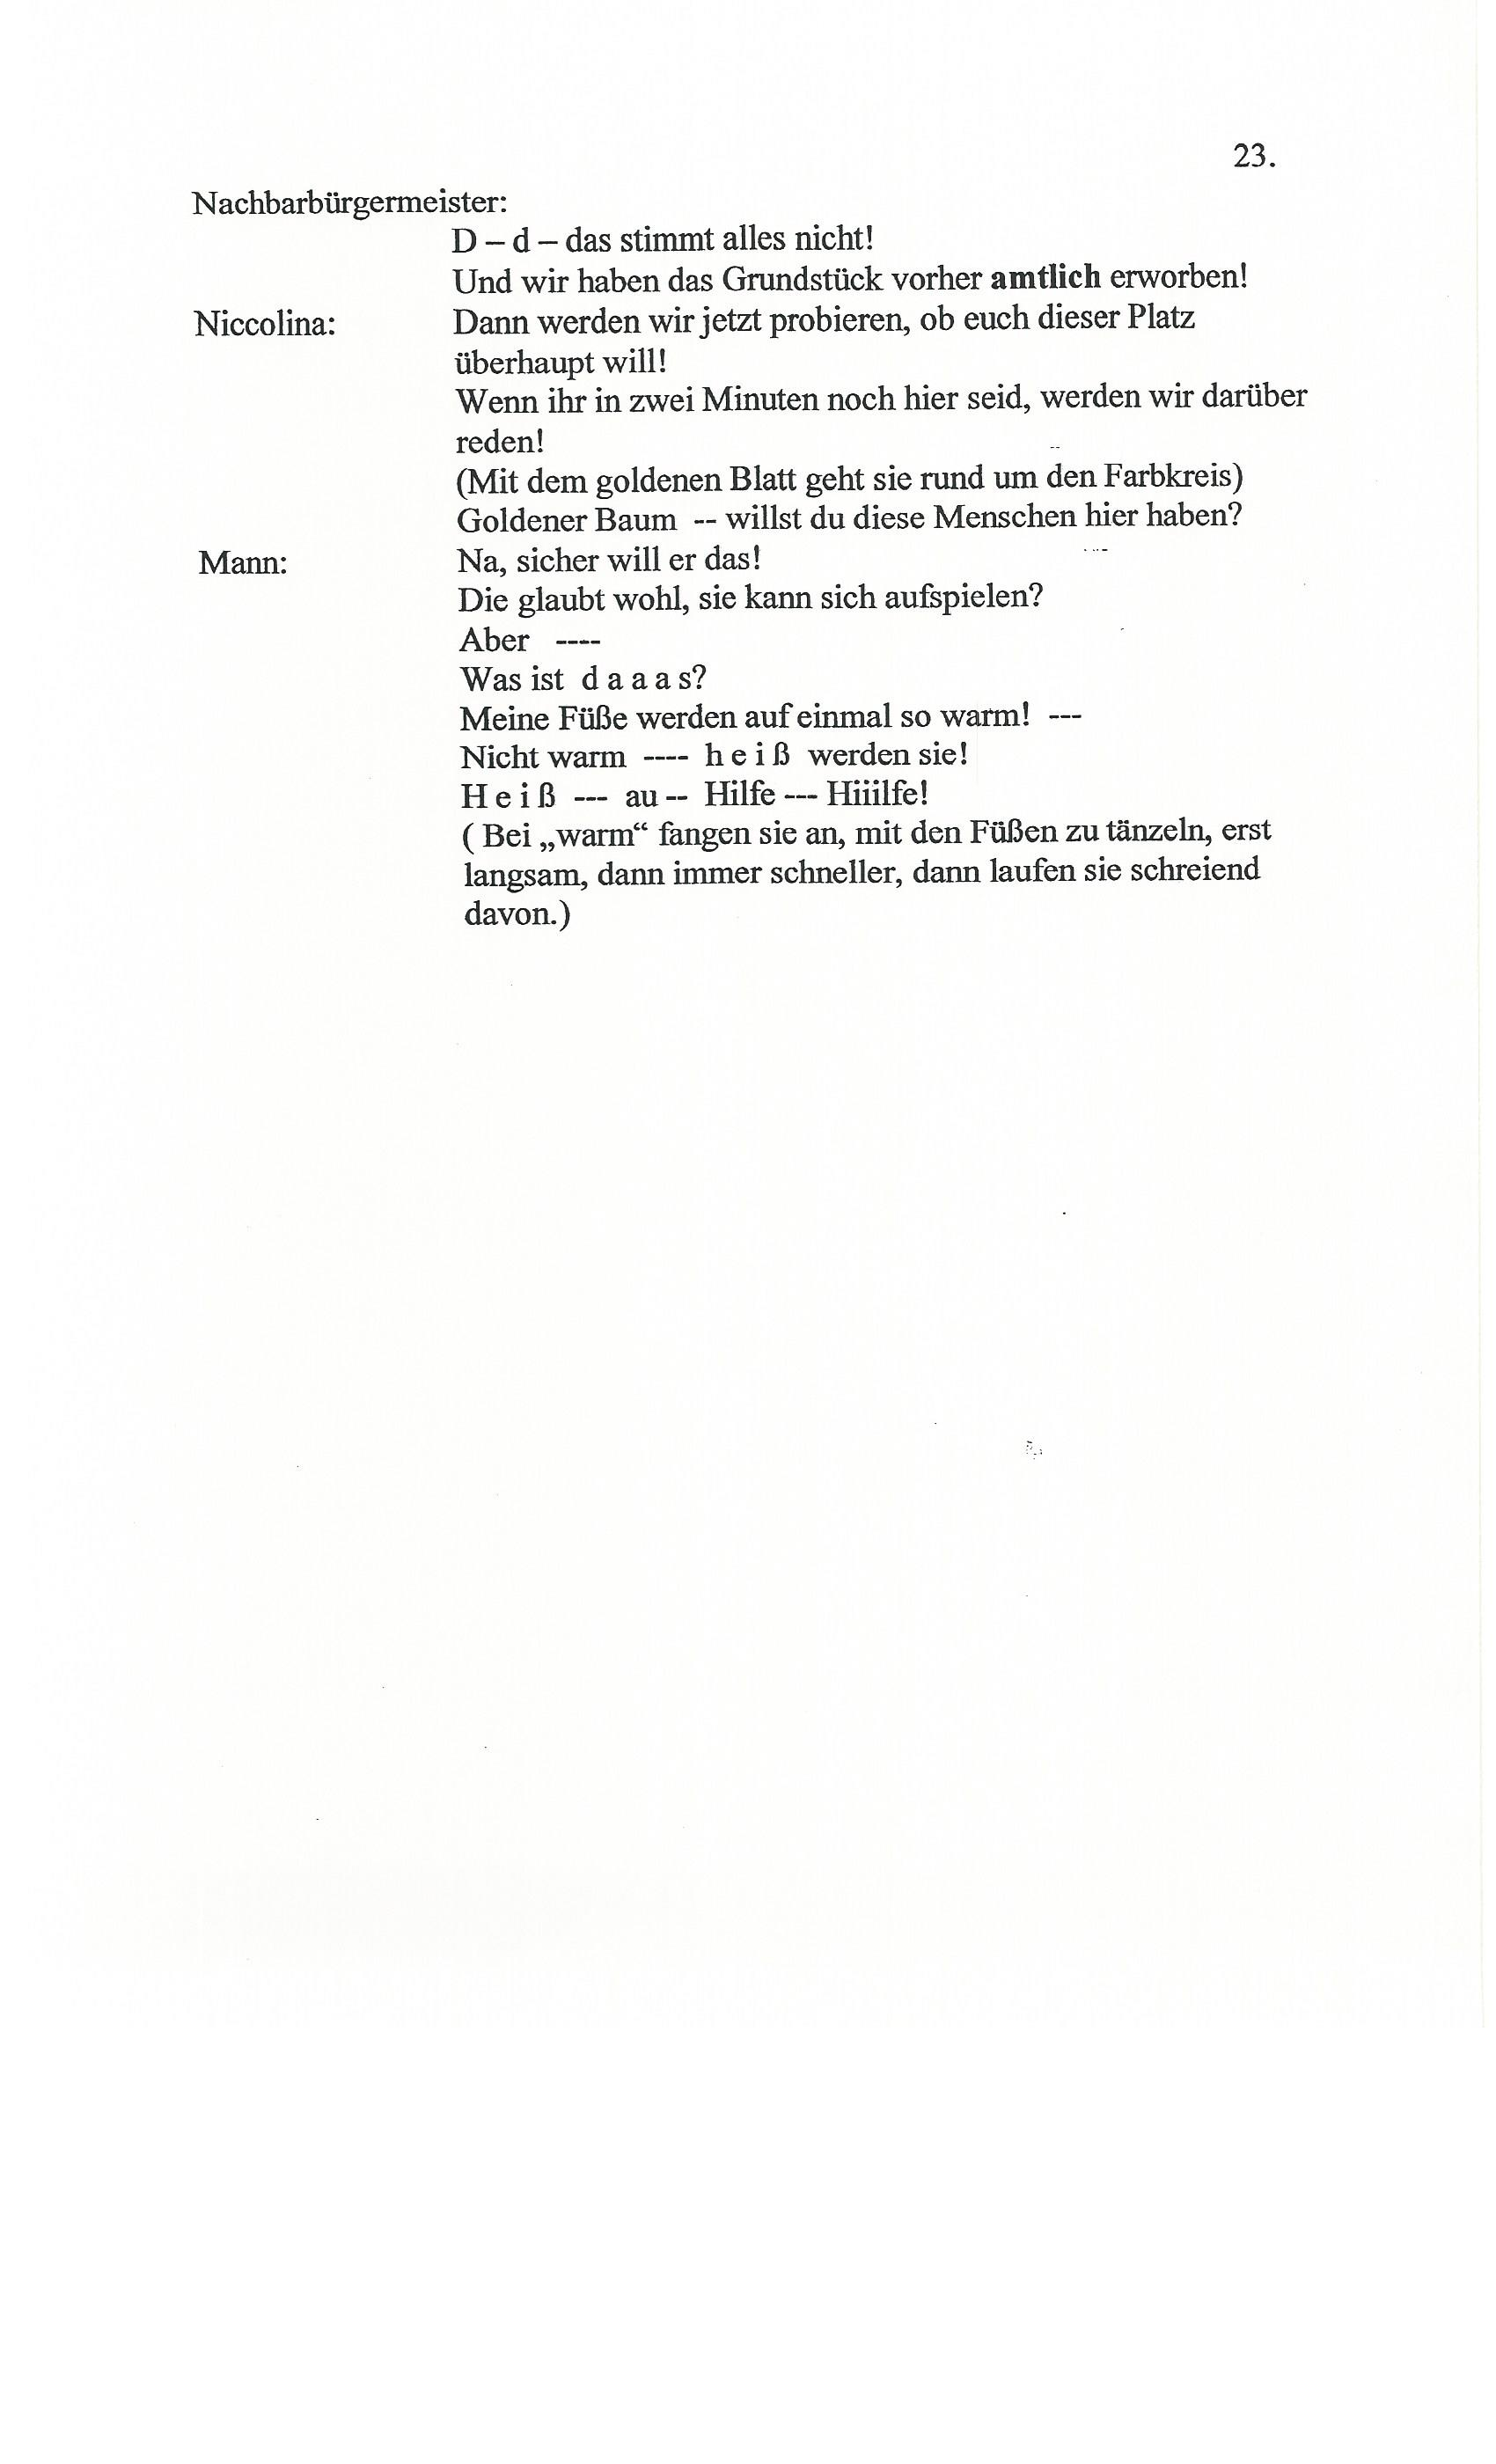 23.
Nachbarbürgermeister:
D – d – das stimmt alles nicht!
Und wir haben das Grundstück vorher amtlich erworben!
Niccolina: Dann werden wir jetzt probieren, ob euch dieser Platz
überhaupt will!
Wenn ihr in zwei Minuten noch hier seid, werden wir darüber
reden!
(Mit dem goldenen Blatt geht sie rund um den Farbkreis)
Goldener Baum -- willst du diese Menschen hier haben?
Mann: Na, sicher will er das!
Die glaubt wohl, sie kann sich aufspielen?
Aber ----
Was ist d a a a s?
Meine Füße werden auf einmal so warm! ---
Nicht warm ---- h e i ß werden sie!
H e i ß --- au -- Hilfe --- Hiiilfe!
( Bei „warm“ fangen sie an, mit den Füßen zu tänzeln, erst
langsam, dann immer schneller, dann laufen sie schreiend
davon.)